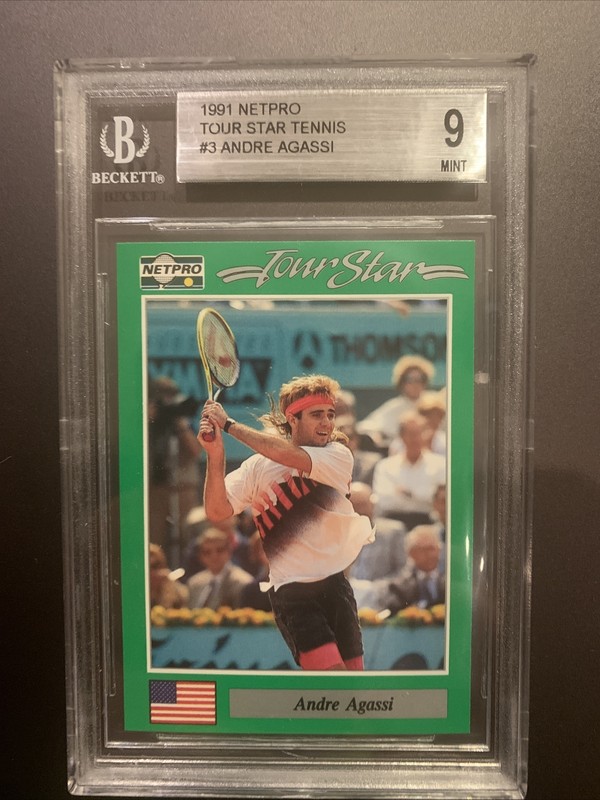 1991 NETPRO
TOUR STAR TENNIS
#3 ANDRE AGASSI
9
MINT
B
BECKETT®
NETPRO
Tour Star
THOMSON
Andre Agassi